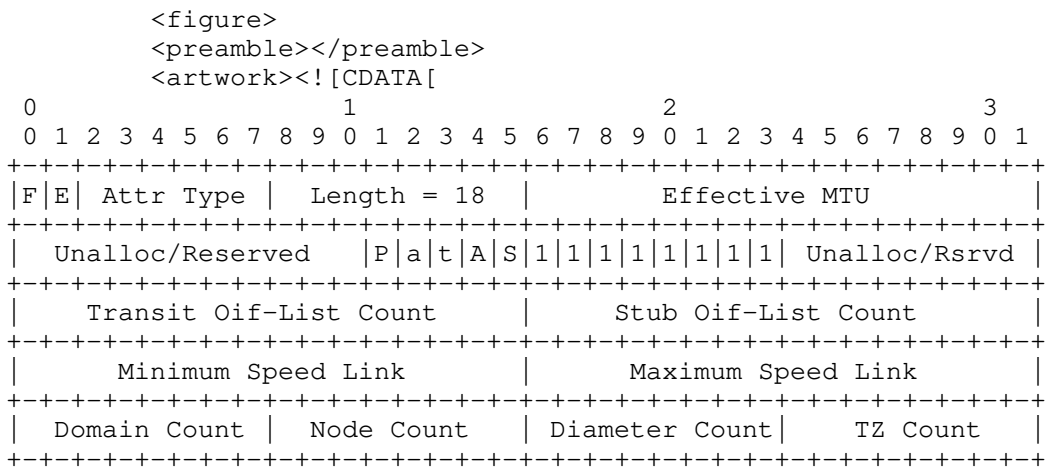 <figure>
<preamble></preamble>
<artwork><![CDATA[
 0                   1                   2                   3
 0 1 2 3 4 5 6 7 8 9 0 1 2 3 4 5 6 7 8 9 0 1 2 3 4 5 6 7 8 9 0 1
+-+-+-+-+-+-+-+-+-+-+-+-+-+-+-+-+-+-+-+-+-+-+-+-+-+-+-+-+-+-+-+-+
|F|E| Attr Type |  Length = 18  |        Effective MTU          |
+-+-+-+-+-+-+-+-+-+-+-+-+-+-+-+-+-+-+-+-+-+-+-+-+-+-+-+-+-+-+-+-+
|  Unalloc/Reserved   |P|a|t|A|S|1|1|1|1|1|1|1|1| Unalloc/Rsrvd |
+-+-+-+-+-+-+-+-+-+-+-+-+-+-+-+-+-+-+-+-+-+-+-+-+-+-+-+-+-+-+-+-+
|    Transit Oif-List Count     |       Stub Oif-List Count     |
+-+-+-+-+-+-+-+-+-+-+-+-+-+-+-+-+-+-+-+-+-+-+-+-+-+-+-+-+-+-+-+-+
|      Minimum Speed Link       |      Maximum Speed Link       |
+-+-+-+-+-+-+-+-+-+-+-+-+-+-+-+-+-+-+-+-+-+-+-+-+-+-+-+-+-+-+-+-+
|  Domain Count |  Node Count   | Diameter Count|    TZ Count   |
+-+-+-+-+-+-+-+-+-+-+-+-+-+-+-+-+-+-+-+-+-+-+-+-+-+-+-+-+-+-+-+-+